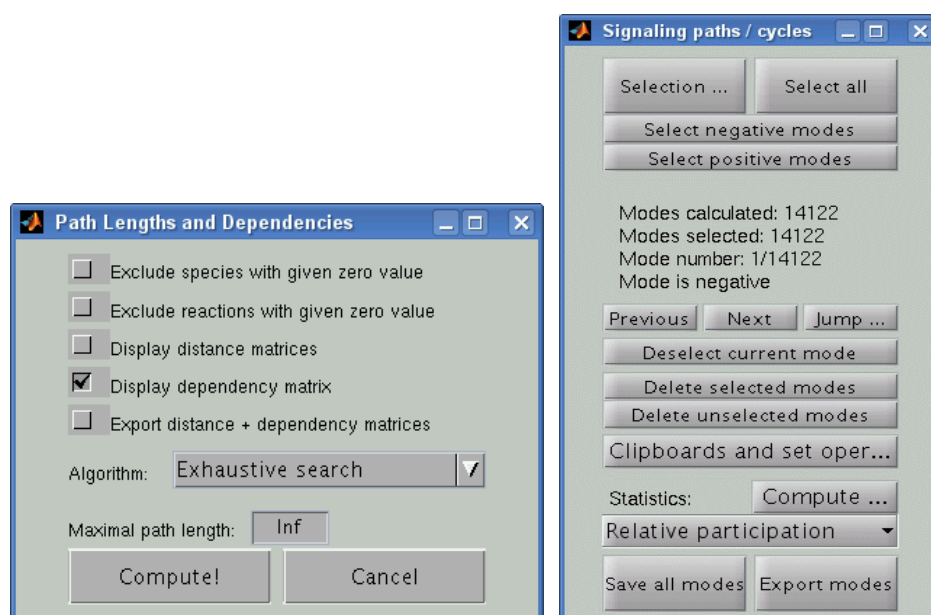 Path Lengths and Dependencies
Exclude species with given zero value
Exclude reactions with given zero value
Display distance matrices
Display dependency matrix
Export distance + dependency matrices
Algorithm: Exhaustive search
Maximal path length: Inf
Compute! Cancel
Signaling paths / cycles
Selection ... Select all
Select negative modes
Select positive modes
Modes calculated: 14122
Modes selected: 14122
Mode number: 1/14122
Mode is negative
Previous Next Jump ...
Deselect current mode
Delete selected modes
Delete unselected modes
Clipboards and set oper...
Statistics: Compute ...
Relative participation
Save all modes Export modes